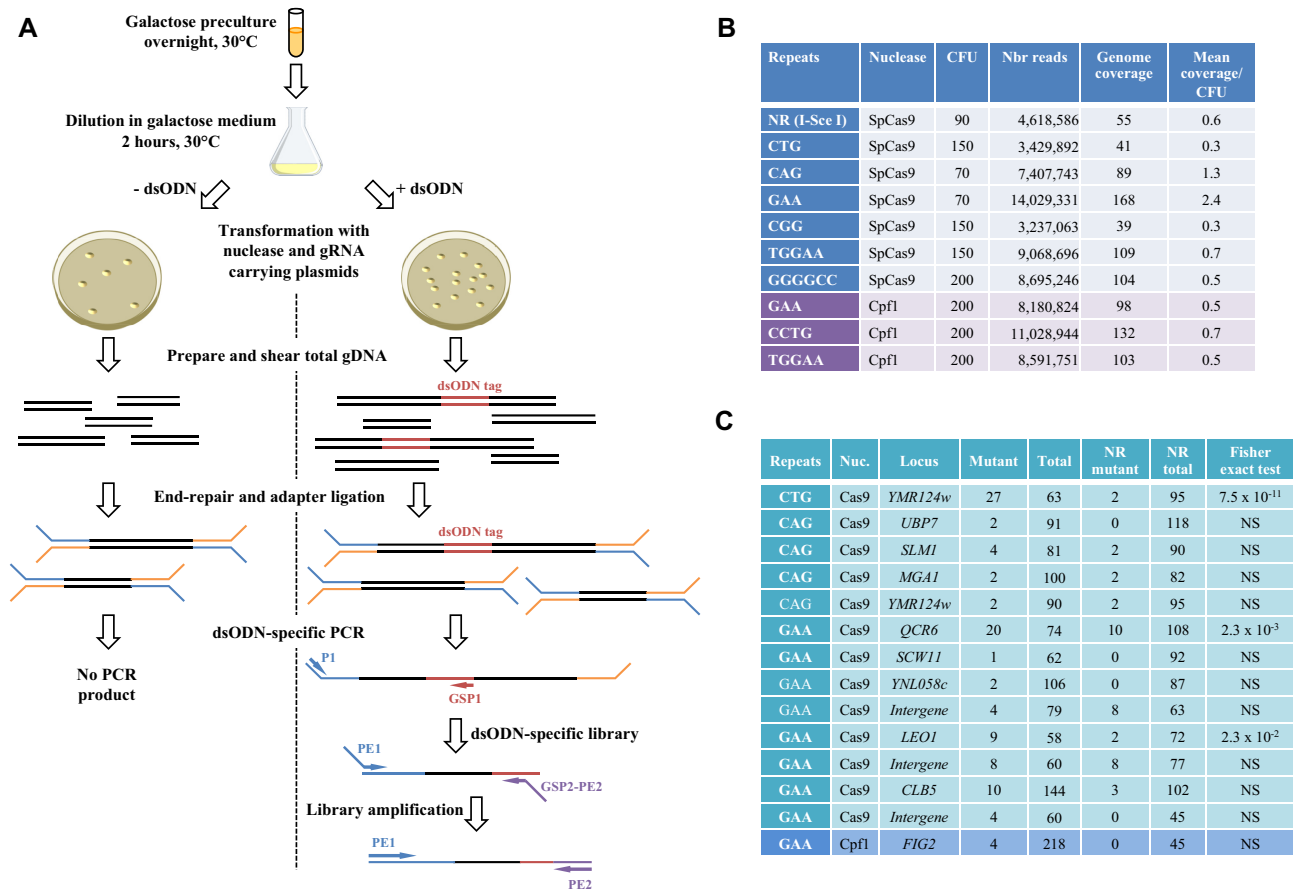 A
Galactose preculture
overnight, 30°C
Dilution in galactose medium
2 hours, 30°C
- dsODN
+ dsODN
Transformation with
nuclease and gRNA
carrying plasmids
Prepare and shear total gDNA
dsODN tag
End-repair and adapter ligation
dsODN tag
dsODN-specific PCR
No PCR
product
P1
GSP1
dsODN-specific library
PE1
GSP2-PE2
Library amplification
PE1
PE2
B
Repeats Nuclease CFU Nbr reads Genome coverage Mean coverage/ CFU
NR (I-Sce I) SpCas9 90 4,618,586 55 0.6
CTG SpCas9 150 3,429,892 41 0.3
CAG SpCas9 70 7,407,743 89 1.3
GAA SpCas9 70 14,029,331 168 2.4
CGG SpCas9 150 3,237,063 39 0.3
TGGAA SpCas9 150 9,068,696 109 0.7
GGGGCC SpCas9 200 8,695,246 104 0.5
GAA Cpf1 200 8,180,824 98 0.5
CCTG Cpf1 200 11,028,944 132 0.7
TGGAA Cpf1 200 8,591,751 103 0.5
C
Repeats Nuc. Locus Mutant Total NR mutant NR total Fisher exact test
CTG Cas9 YMR124w 27 63 2 95 7.5 x 10⁻¹¹
CAG Cas9 UBP7 2 91 0 118 NS
CAG Cas9 SLM1 4 81 2 90 NS
CAG Cas9 MGA1 2 100 2 82 NS
CAG Cas9 YMR124w 2 90 2 95 NS
GAA Cas9 QCR6 20 74 10 108 2.3 x 10⁻³
GAA Cas9 SCW11 1 62 0 92 NS
GAA Cas9 YNL058c 2 106 0 87 NS
GAA Cas9 Intergene 4 79 8 63 NS
GAA Cas9 LEO1 9 58 2 72 2.3 x 10⁻²
GAA Cas9 Intergene 8 60 8 77 NS
GAA Cas9 CLB5 10 144 3 102 NS
GAA Cas9 Intergene 4 60 0 45 NS
GAA Cpf1 FIG2 4 218 0 45 NS